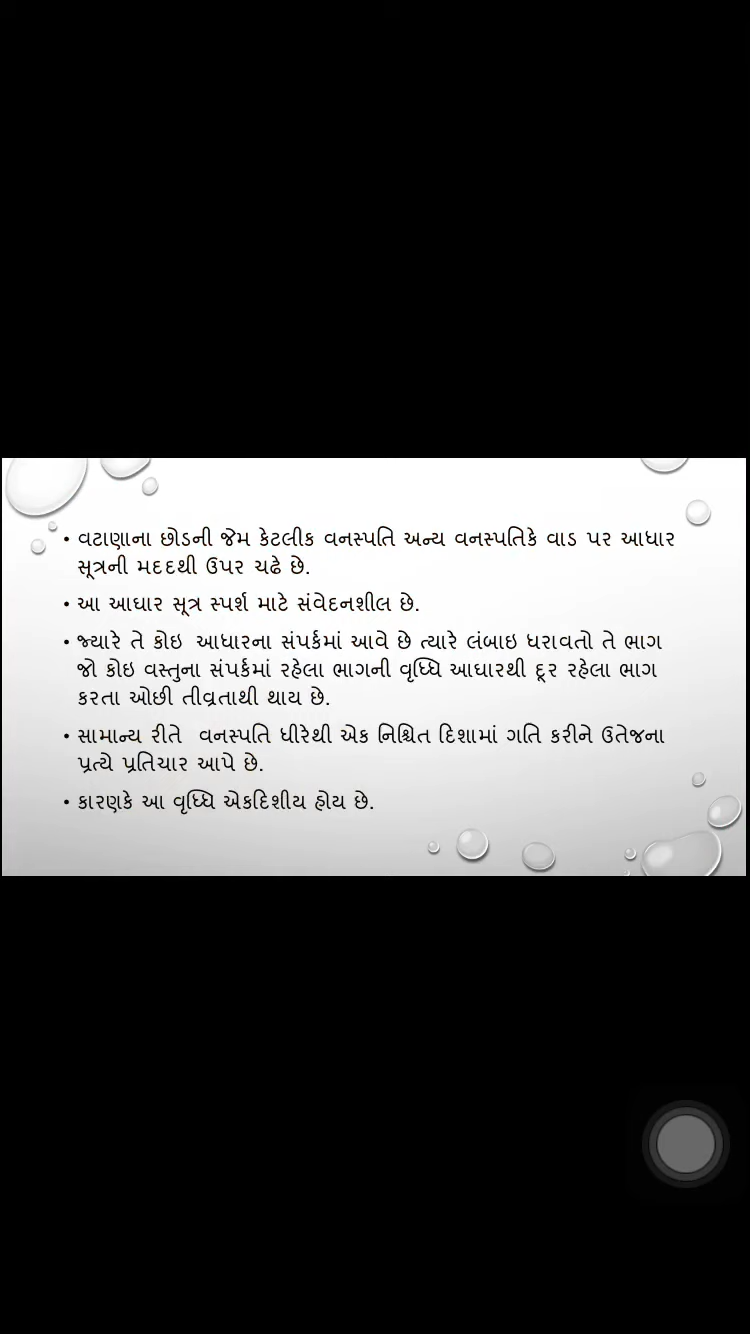 • વટાણાના છોડની જેમ કેટલીક વનસ્પતિ અન્ય વનસ્પતિકે વાડ પર આધાર
સૂત્રની મદદથી ઉપર ચઢે છે.
• આ આધાર સૂત્ર સ્પર્શ માટે સંવેદનશીલ છે.
• જ્યારે તે કોઇ આધારના સંપર્કમાં આવે છે ત્યારે લંબાઇ ધરાવતો તે ભાગ
જો કોઇ વસ્તુના સંપર્કમાં રહેલા ભાગની વૃધ્ધિ આધારથી દૂર રહેલા ભાગ
કરતા ઓછી તીવ્રતાથી થાય છે.
• સામાન્ય રીતે વનસ્પતિ ધીરેથી એક નિશ્ચિત દિશામાં ગતિ કરીને ઉતેજના
પ્રત્યે પ્રતિચાર આપે છે.
• કારણકે આ વૃધ્ધિ એકદિશીય હોય છે.